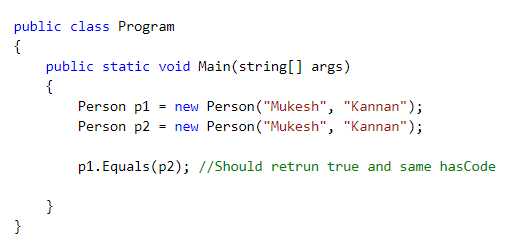 public class Program
{
public static void Main(string[] args)
{
Person p1 = new Person("Mukesh", "Kannan");
Person p2 = new Person("Mukesh", "Kannan");
p1.Equals(p2); //Should retrun true and same hasCode
}
}